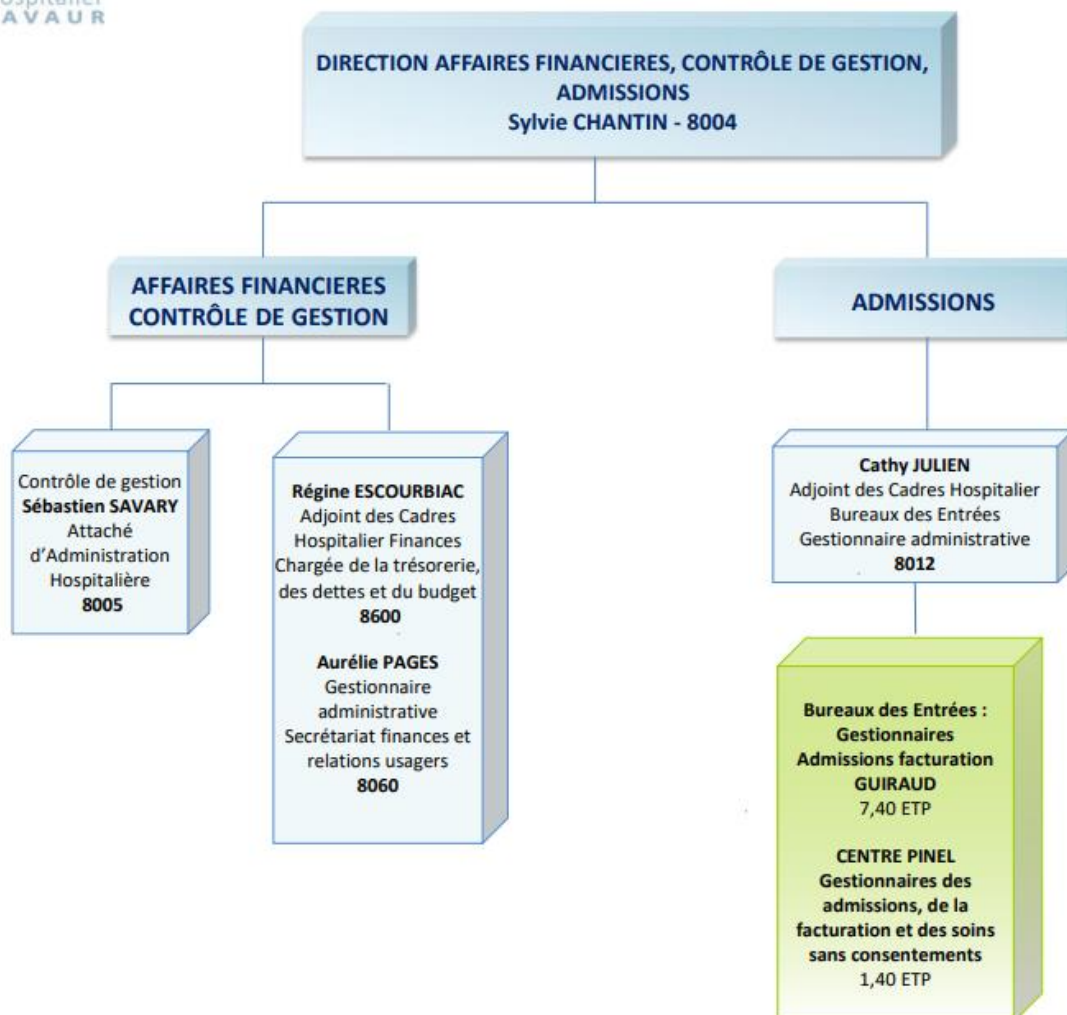 AVAUR
DIRECTION AFFAIRES FINANCIERES, CONTRÔLE DE GESTION,
ADMISSIONS
Sylvie CHANTIN - 8004
AFFAIRES FINANCIERES
CONTRÔLE DE GESTION
ADMISSIONS
Contrôle de gestion
Sébastien SAVARY
Attaché
d'Administration
Hospitalière
8005
Régine ESCOURBIAC
Adjoint des Cadres
Hospitalier Finances
Chargée de la trésorerie,
des dettes et du budget
8600
Aurélie PAGES
Gestionnaire
administrative
Secrétariat finances et
relations usagers
8060
Cathy JULIEN
Adjoint des Cadres Hospitalier
Bureaux des Entrées
Gestionnaire administrative
8012
Bureaux des Entrées :
Gestionnaires
Admissions facturation
GUIRAUD
7,40 ETP
CENTRE PINEL
Gestionnaires des
admissions, de la
facturation et des soins
sans consentements
1,40 ETP